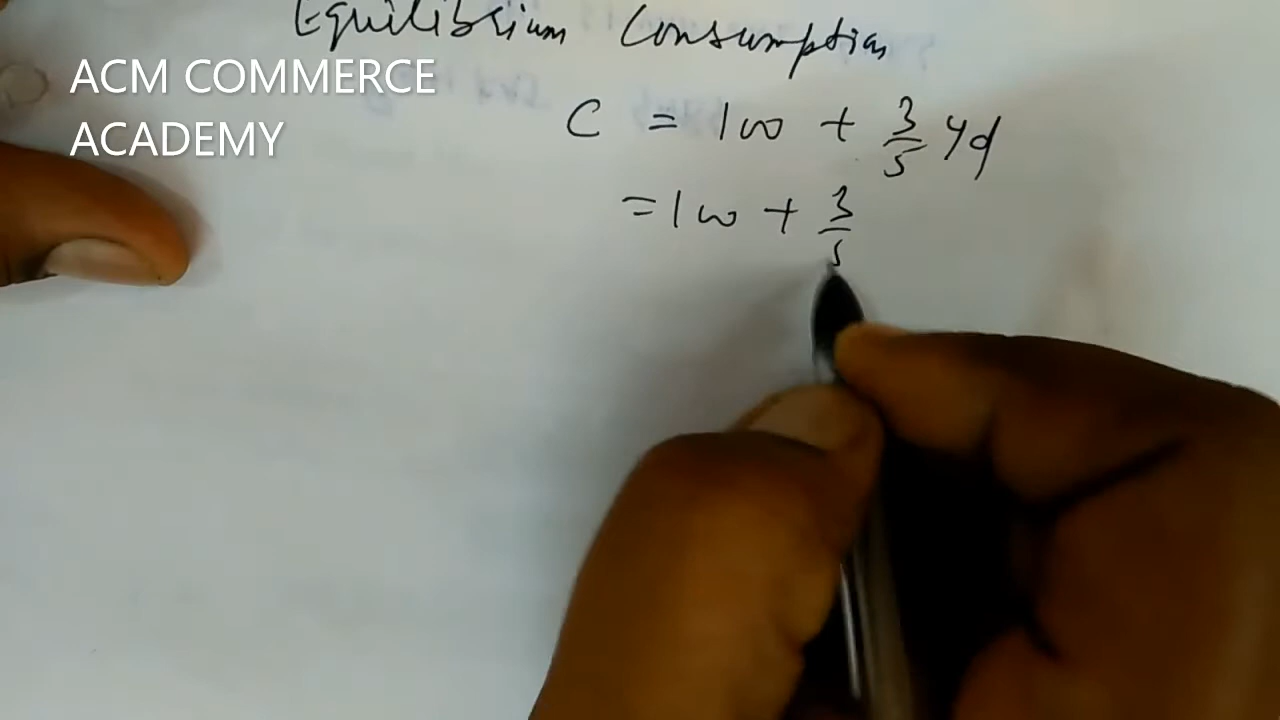 Equilibrium Consumption
ACM COMMERCE
ACADEMY
C = 100 + 3/5 Yd
= 100 + 3/5